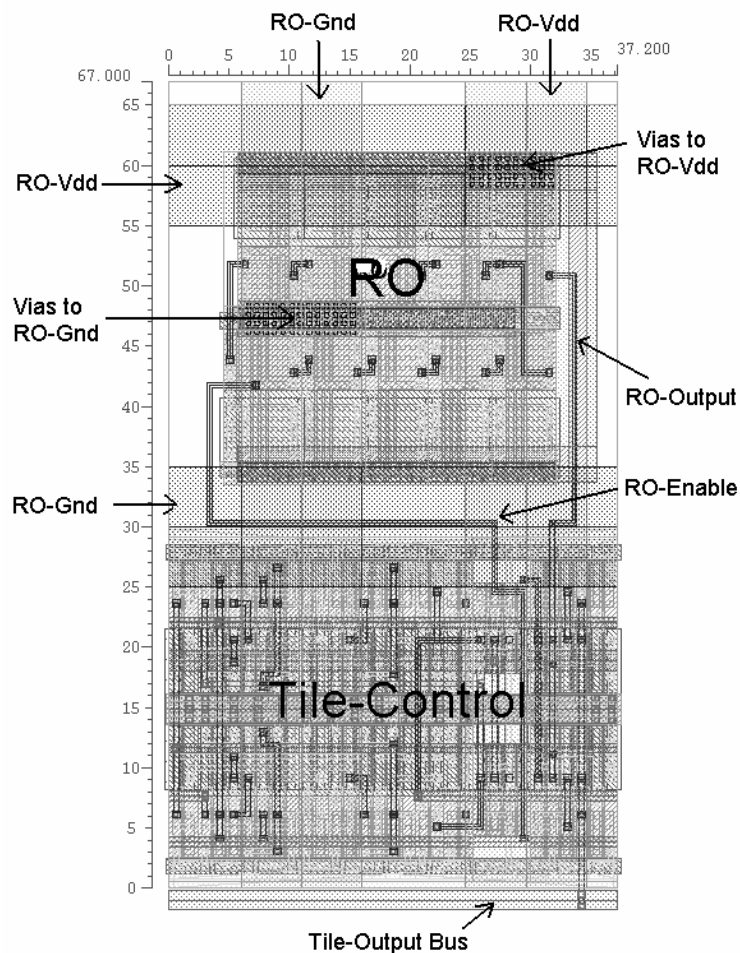 RO-Gnd
RO-Vdd
0 5 10 15 20 25 30 35 37.200
67.000
65
60
55
50
45
40
35
30
25
20
15
10
5
0
Vias to
RO-Vdd
RO-Vdd
RO
Vias to
RO-Gnd
RO-Output
RO-Enable
RO-Gnd
Tile-Control
Tile-Output Bus